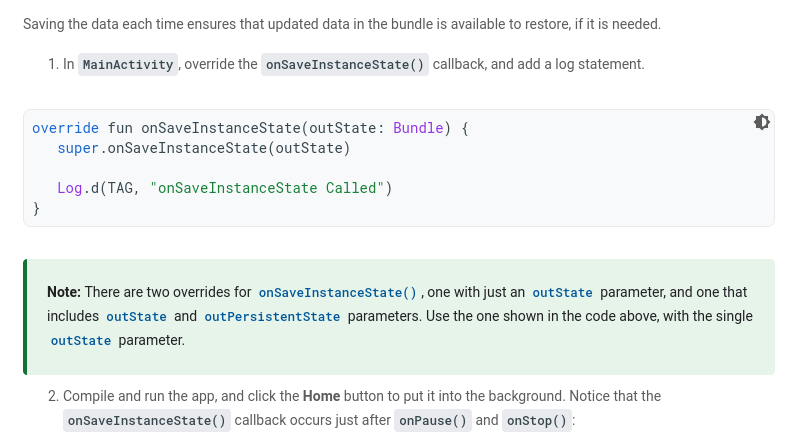 Saving the data each time ensures that updated data in the bundle is available to restore, if it is needed.
1. In MainActivity, override the onSaveInstanceState() callback, and add a log statement.
override fun onSaveInstanceState(outState: Bundle) {
   super.onSaveInstanceState(outState)

   Log.d(TAG, "onSaveInstanceState Called")
}
Note: There are two overrides for onSaveInstanceState(), one with just an outState parameter, and one that
includes outState and outPersistentState parameters. Use the one shown in the code above, with the single
outState parameter.
2. Compile and run the app, and click the Home button to put it into the background. Notice that the
onSaveInstanceState() callback occurs just after onPause() and onStop():